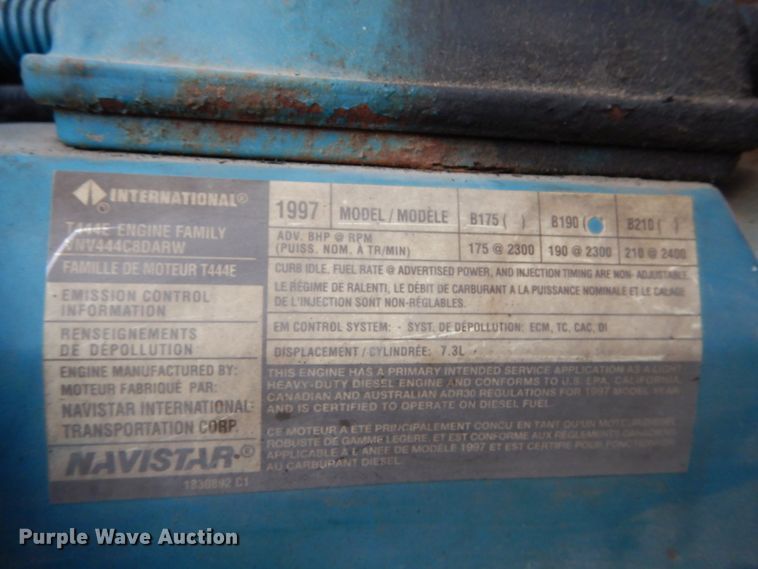 INTERNATIONAL®
T444E ENGINE FAMILY
VNV444C8DARW
FAMILLE DE MOTEUR T444E
EMISSION CONTROL
INFORMATION
RENSEIGNEMENTS
DE DÉPOLLUTION
ENGINE MANUFACTURED BY:
MOTEUR FABRIQUÉ PAR:
NAVISTAR INTERNATIONAL
TRANSPORTATION CORP.
NAVISTAR®
1830892 C1
1997 MODEL / MODÈLE B175 ( ) B190 ( ) B210 ( )
ADV. BHP @ RPM
(PUISS. NOM. À TR/MIN) 175 @ 2300 190 @ 2300 210 @ 2400
CURB IDLE, FUEL RATE @ ADVERTISED POWER, AND INJECTION TIMING ARE NON-ADJUSTABLE.
LE RÉGIME DE RALENTI, LE DÉBIT DE CARBURANT A LA PUISSANCE NOMINALE ET LE CALAGE
DE L'INJECTION SONT NON-RÉGLABLES.
EM CONTROL SYSTEM: - SYST. DE DÉPOLLUTION: ECM, TC, CAC, DI
DISPLACEMENT / CYLINDRÉE: 7.3L
THIS ENGINE HAS A PRIMARY INTENDED SERVICE APPLICATION AS A LIGHT
HEAVY-DUTY DIESEL ENGINE AND CONFORMS TO U.S. EPA, CALIFORNIA,
CANADIAN AND AUSTRALIAN ADR30 REGULATIONS FOR 1997 MODEL YEAR
AND IS CERTIFIED TO OPERATE ON DIESEL FUEL.
CE MOTEUR A ÉTÉ PRINCIPALEMENT CONCU EN TANT QU'UN MOTEUR DIESEL
ROBUSTE DE GAMME LÉGERE, ET EST CONFORME AUX RÉGLEMENTS
APPLICABLE A L'ANEE DE MODÈLE 1997 ET EST CERTIFIÉ POUR FONCTIONNER
AU CARBURANT DIESEL.
Purple Wave Auction